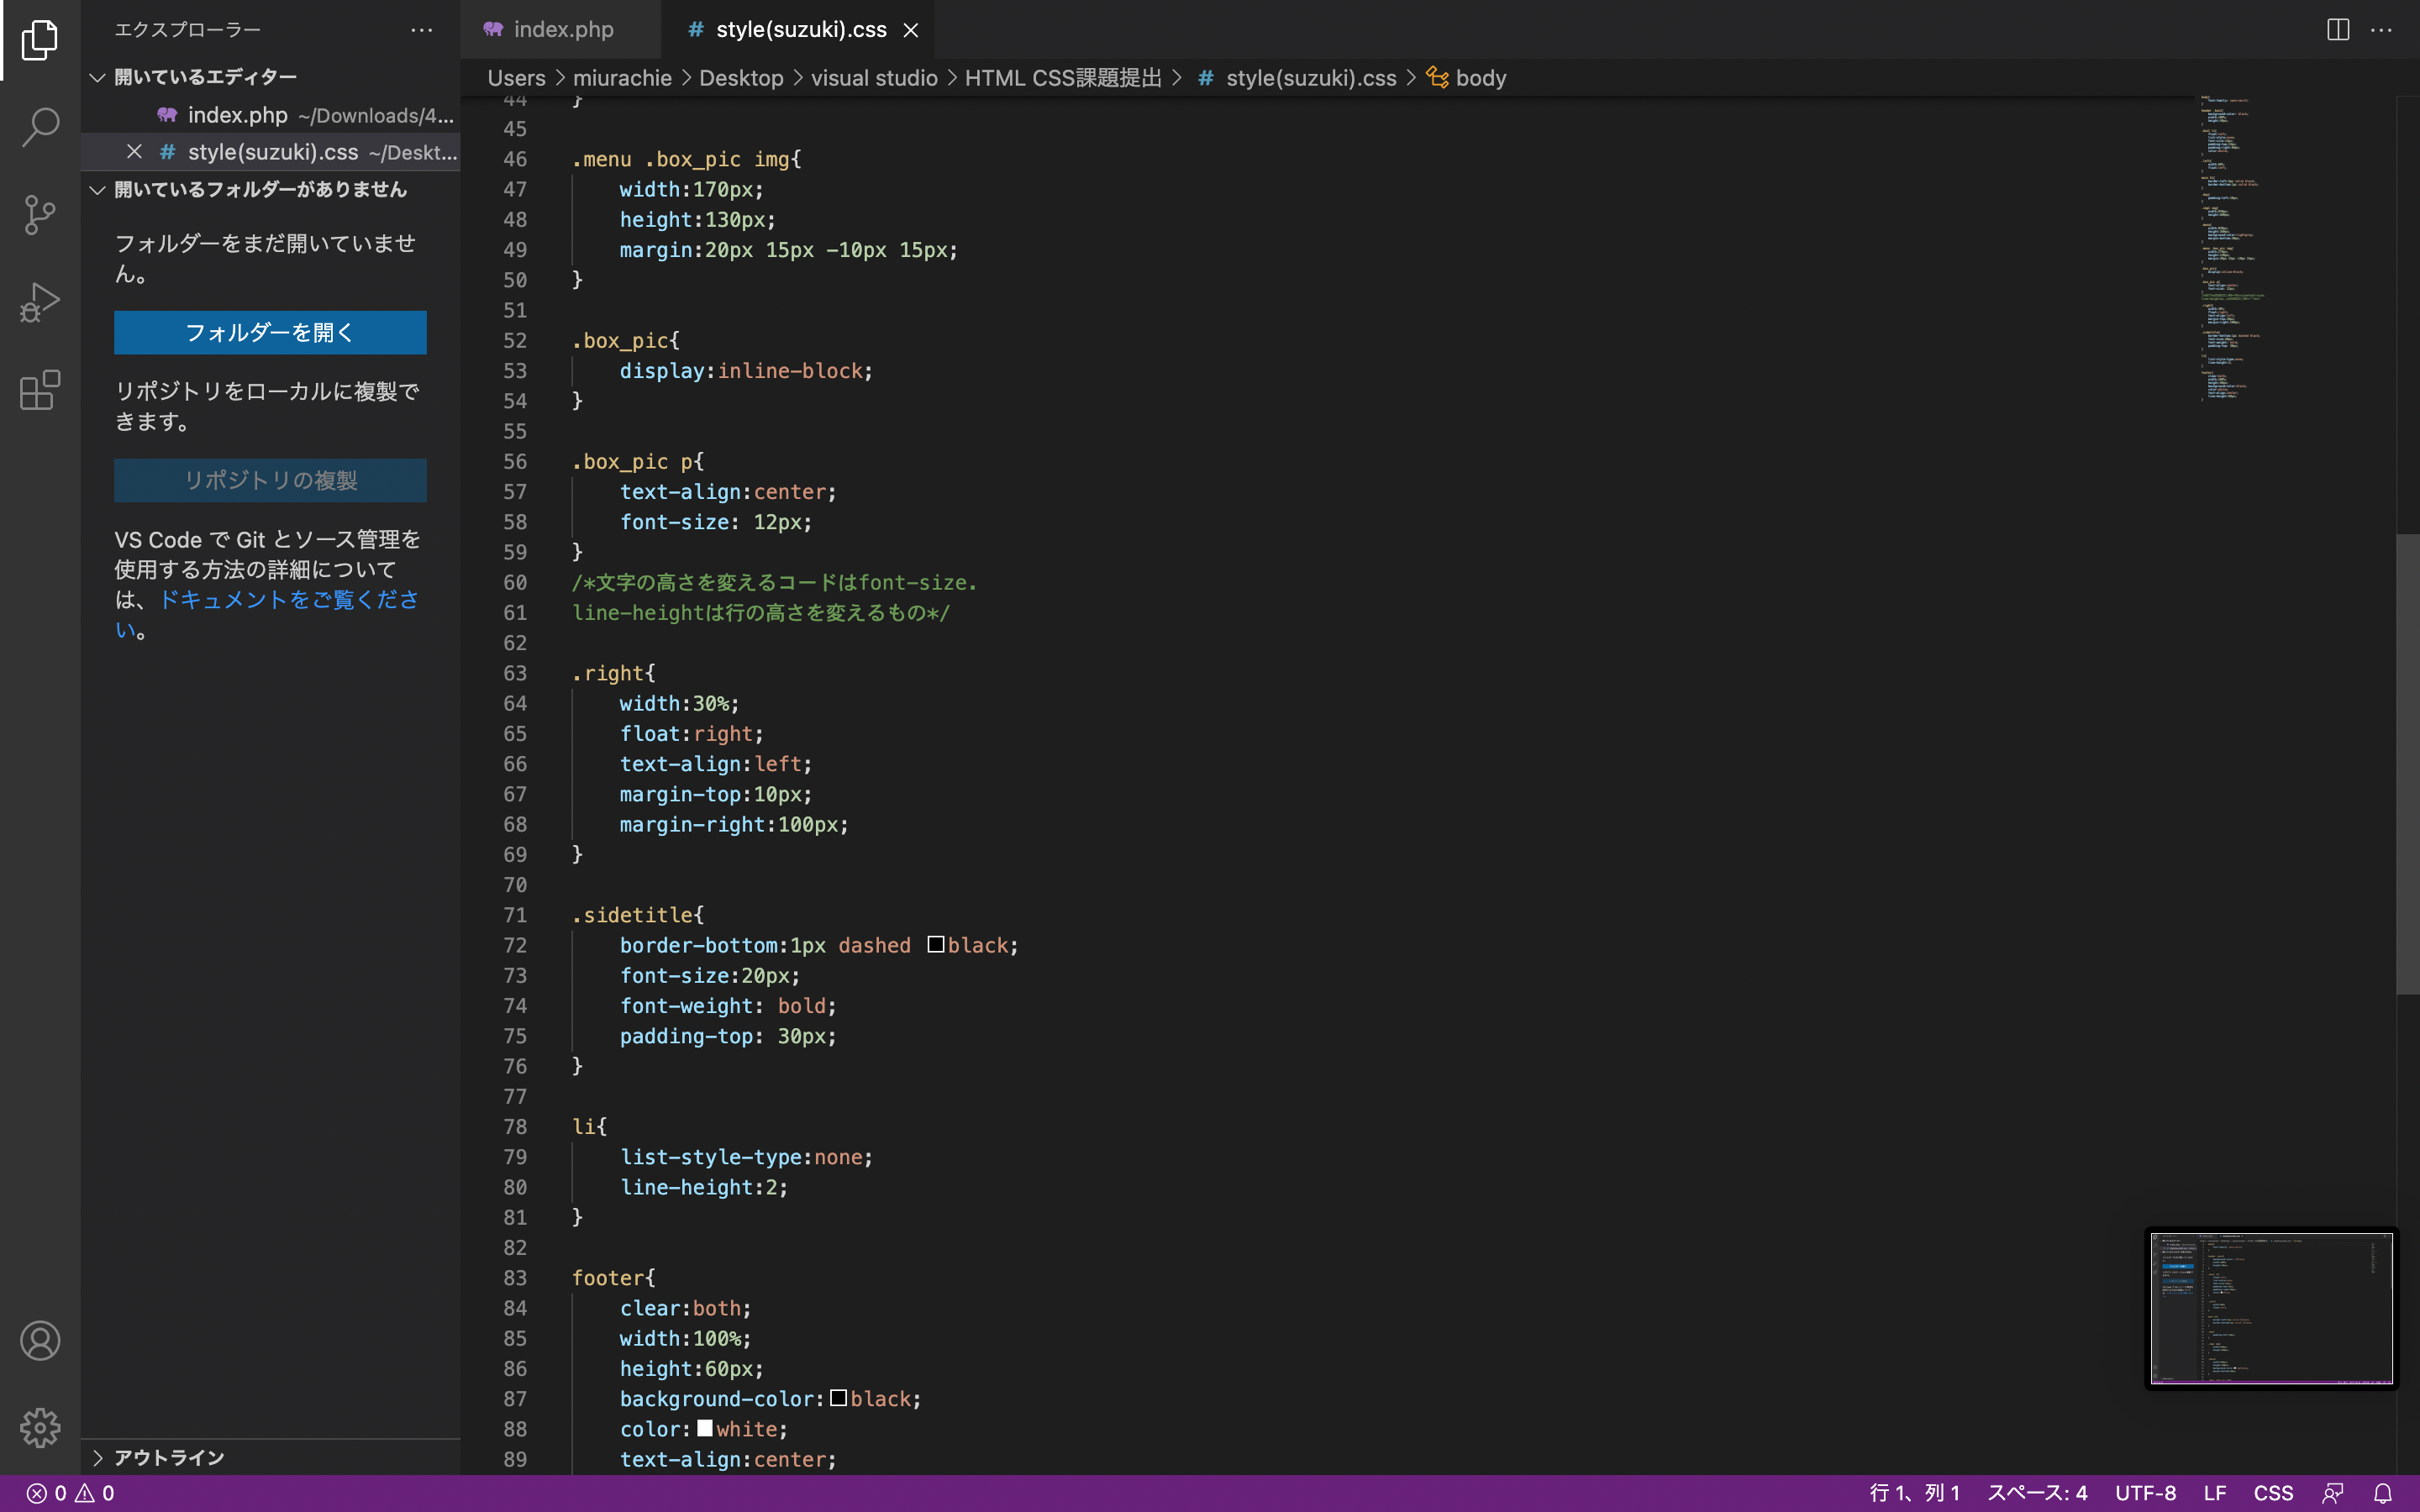 エクスプローラー
index.php
# style(suzuki).css
開いているエディター
index.php ~/Downloads/4...
# style(suzuki).css ~/Deskt...
開いているフォルダーがありません
フォルダーをまだ開いていませ
ん。
フォルダーを開く
リポジトリをローカルに複製で
きます。
リポジトリの複製
VS Code で Git とソース管理を
使用する方法の詳細について
は、ドキュメントをご覧くださ
い。
アウトライン
Users > miurachie > Desktop > visual studio > HTML CSS課題提出 > # style(suzuki).css > body
44 }
45
46 .menu .box_pic img{
47 width:170px;
48 height:130px;
49 margin:20px 15px -10px 15px;
50 }
51
52 .box_pic{
53 display:inline-block;
54 }
55
56 .box_pic p{
57 text-align:center;
58 font-size: 12px;
59 }
60 /*文字の高さを変えるコードはfont-size.
61 line-heightは行の高さを変えるもの*/
62
63 .right{
64 width:30%;
65 float:right;
66 text-align:left;
67 margin-top:10px;
68 margin-right:100px;
69 }
70
71 .sidetitle{
72 border-bottom:1px dashed black;
73 font-size:20px;
74 font-weight: bold;
75 padding-top: 30px;
76 }
77
78 li{
79 list-style-type:none;
80 line-height:2;
81 }
82
83 footer{
84 clear:both;
85 width:100%;
86 height:60px;
87 background-color:black;
88 color:white;
89 text-align:center;
0 0
行 1、列 1 スペース: 4 UTF-8 LF CSS